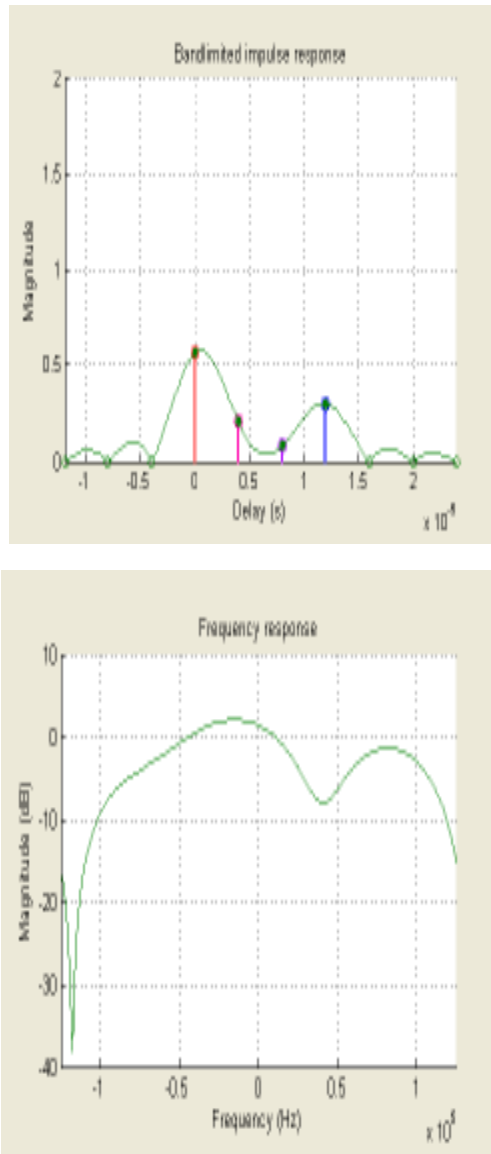 Bandlimited impulse response
2
1.5
1
0.5
0
Magnitude
-1 -0.5 0 0.5 1 1.5 2
Delay (s)
Frequency response
10
0
-10
-20
-30
-40
Magnitude (dB)
-1 -0.5 0 0.5 1
Frequency (Hz)